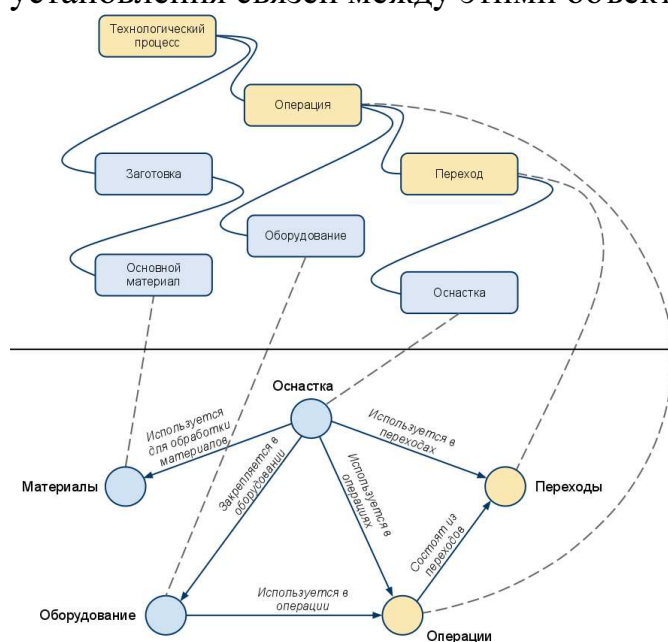 установления связей между этими объект
Технологический
процесс
Операция
Заготовка
Переход
Оборудование
Основной
материал
Оснастка
Оснастка
Используется
для обработки
материалов
Закрепляется в
оборудовании
Используется в
операциях
Используется в
переходах
Материалы
Переходы
Состоят из
переходов
Используется в
операции
Оборудование
Операции